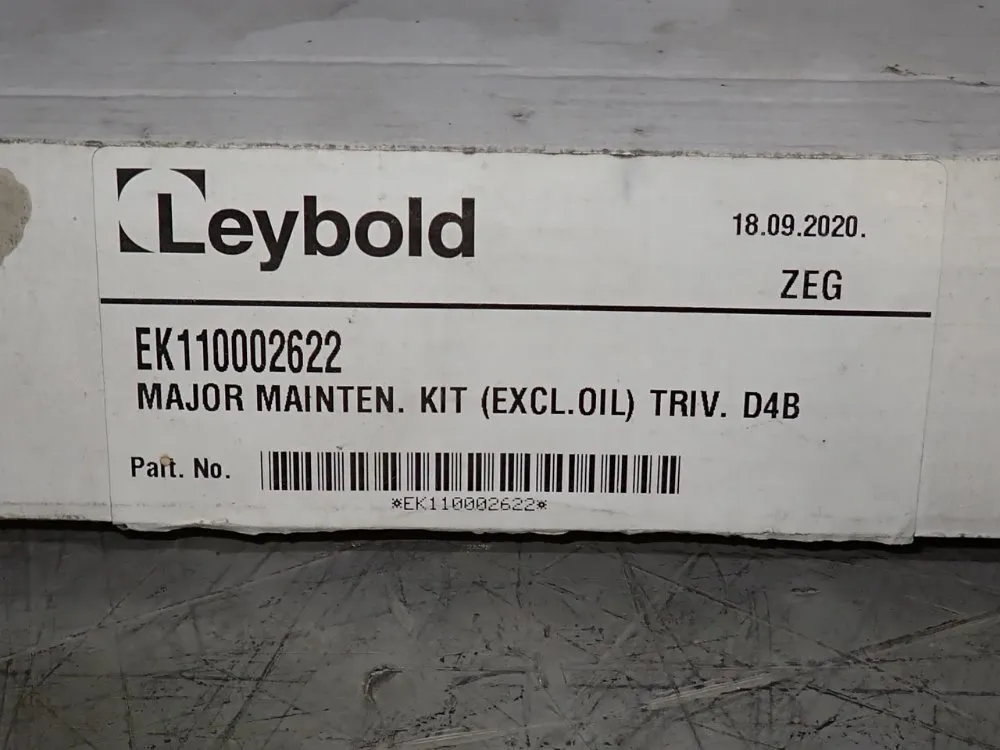 Leybold
18.09.2020.
ZEG
EK110002622
MAJOR MAINTEN. KIT (EXCL.OIL) TRIV. D4B
Part. No.
*EK110002622*